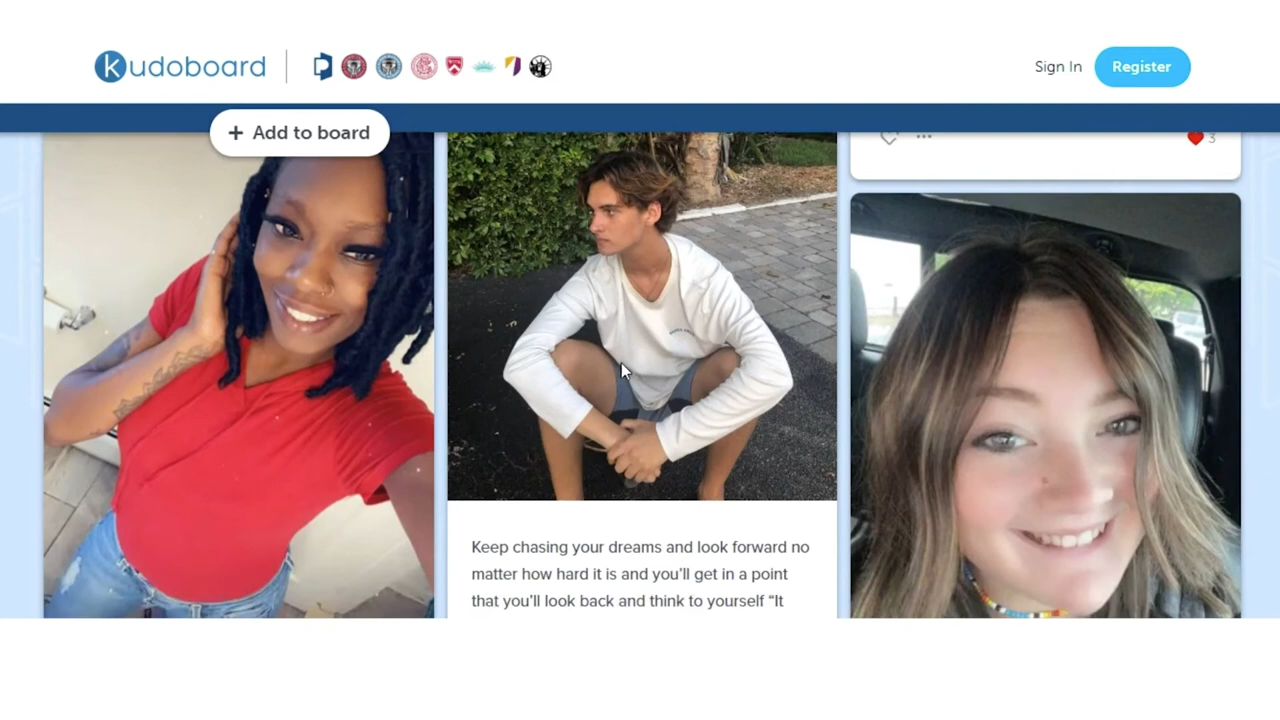 kudoboard
Sign In
Register
+ Add to board
3
Keep chasing your dreams and look forward no
matter how hard it is and you’ll get in a point
that you’ll look back and think to yourself “It